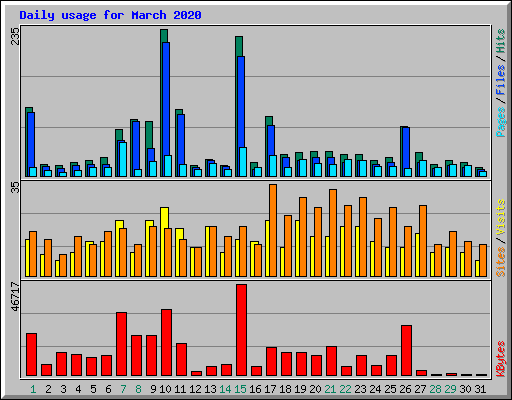 Daily usage for March 2020
235
Pages / Files / Hits
35
Sites / Visits
46717
KBytes
1 2 3 4 5 6 7 8 9 10 11 12 13 14 15 16 17 18 19 20 21 22 23 24 25 26 27 28 29 30 31